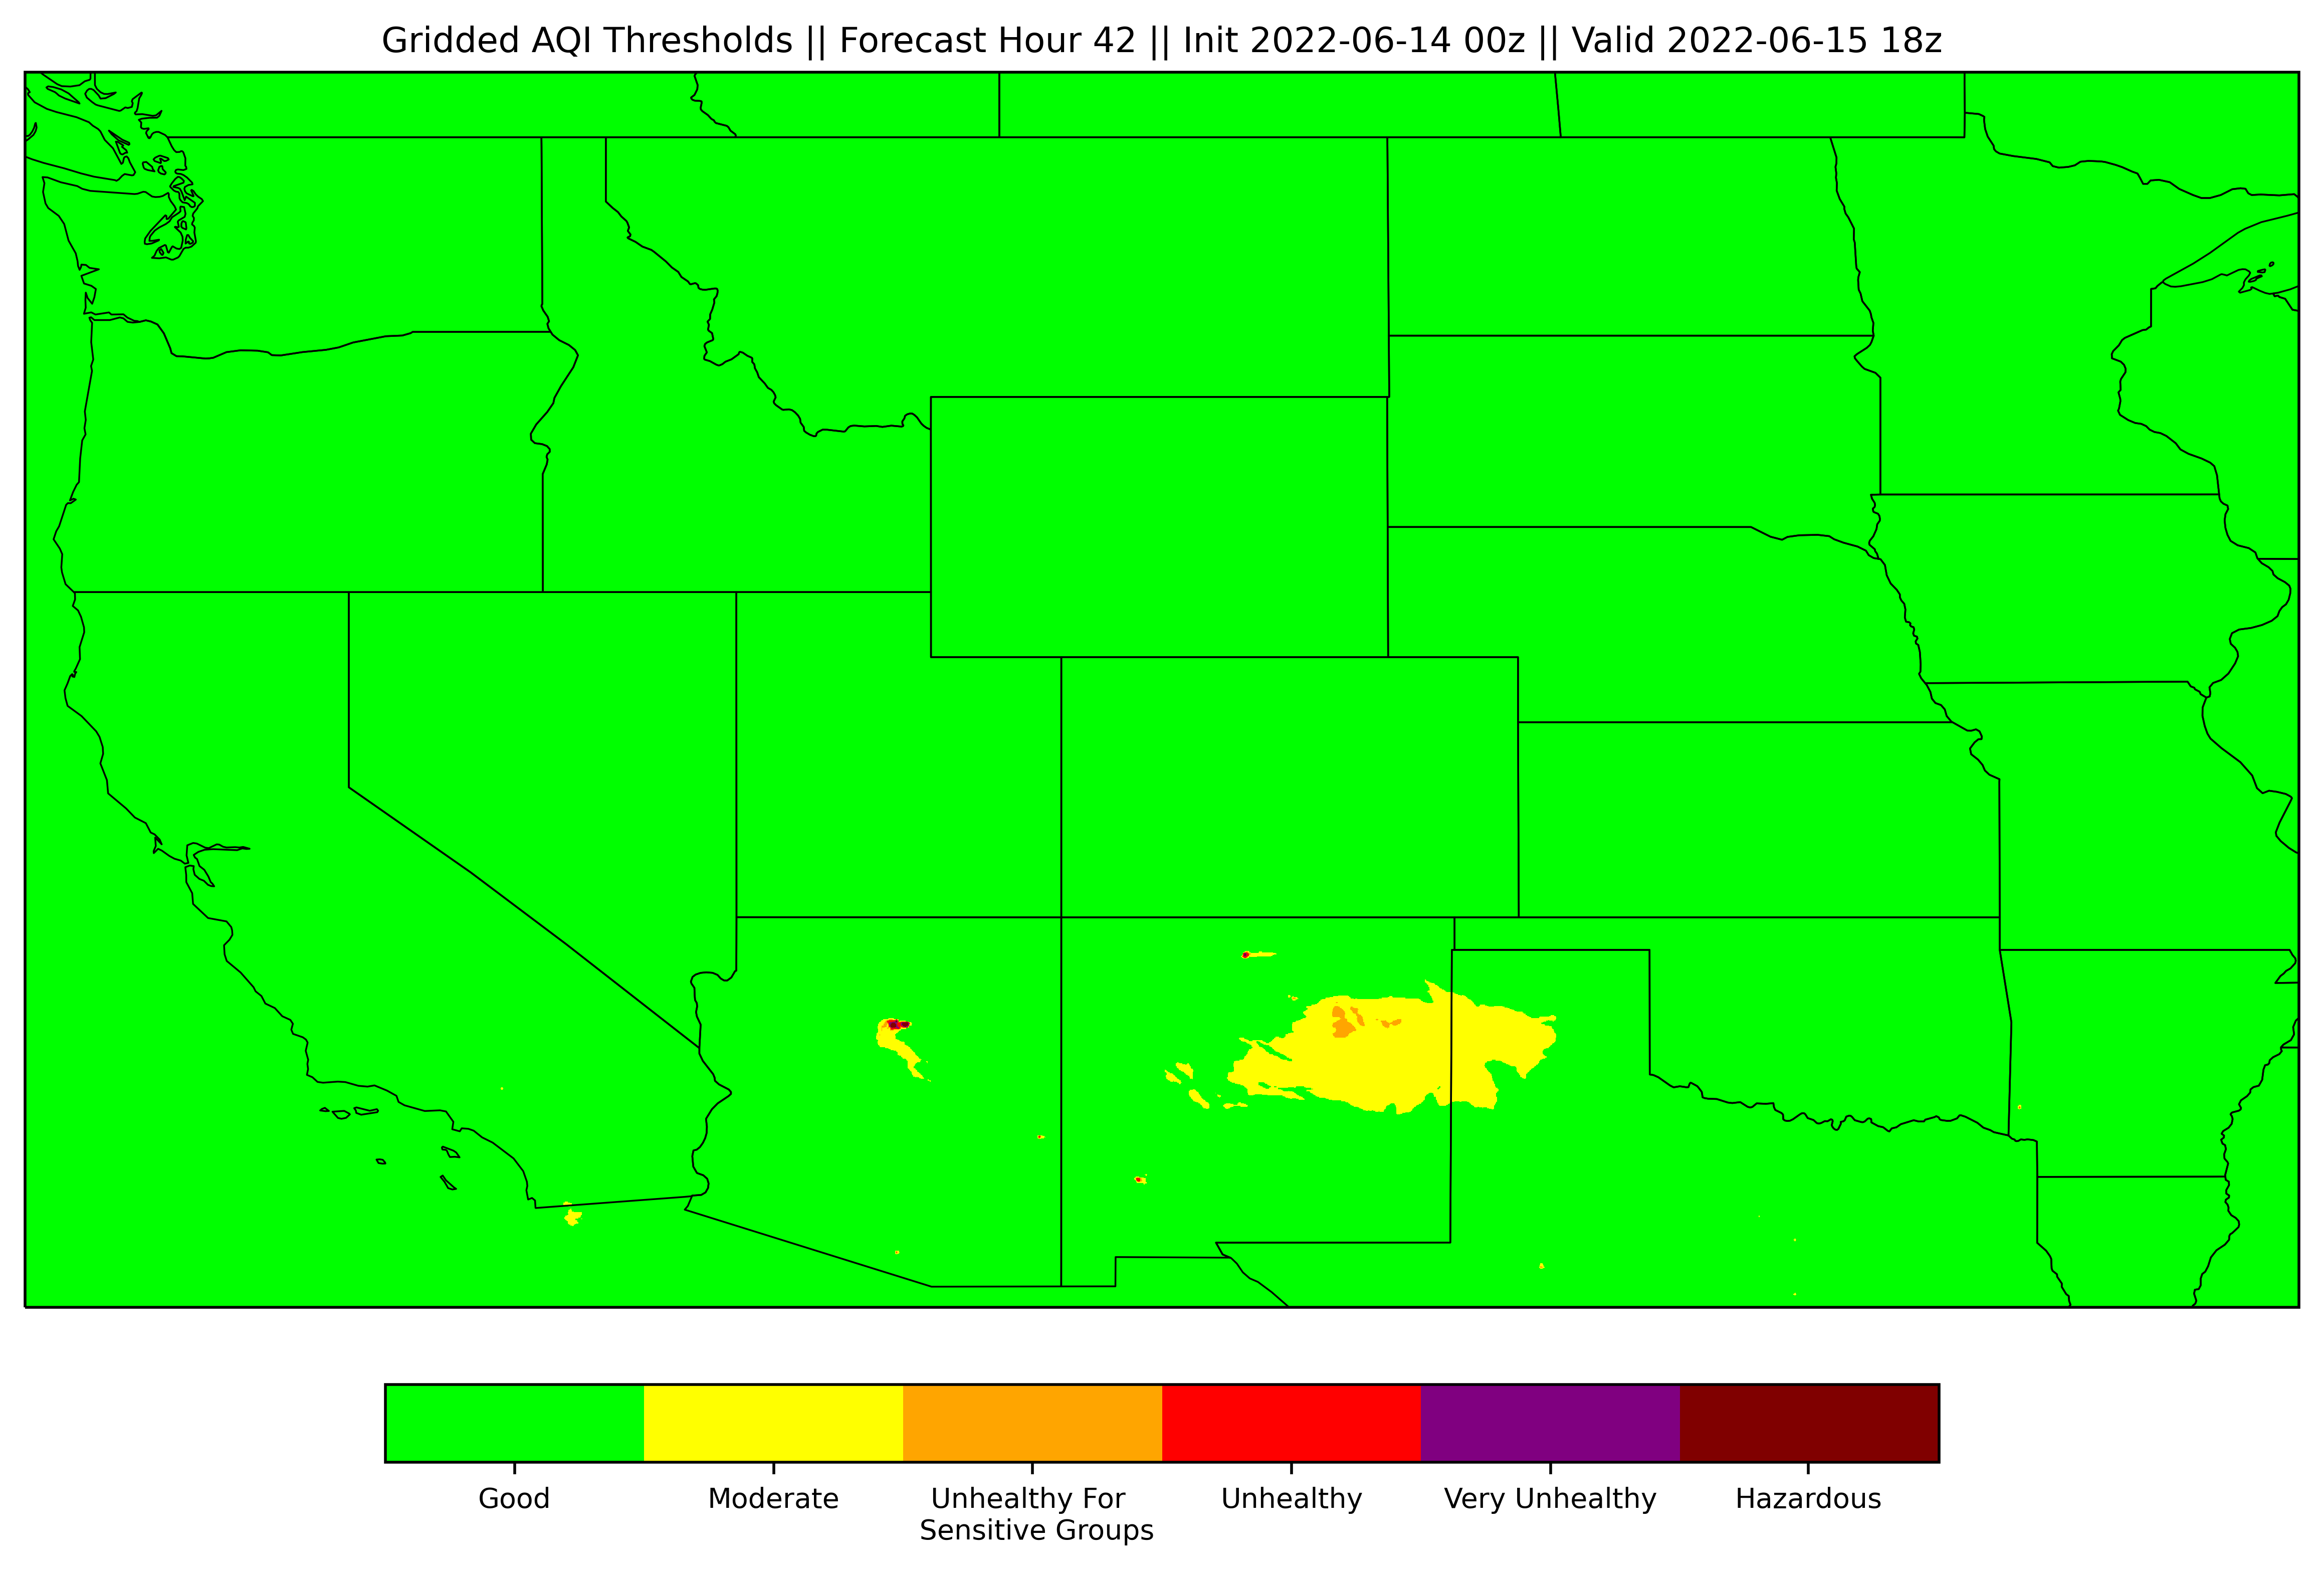 Gridded AQI Thresholds || Forecast Hour 42 || Init 2022-06-14 00z || Valid 2022-06-15 18z
Good
Moderate
Unhealthy For
Sensitive Groups
Unhealthy
Very Unhealthy
Hazardous